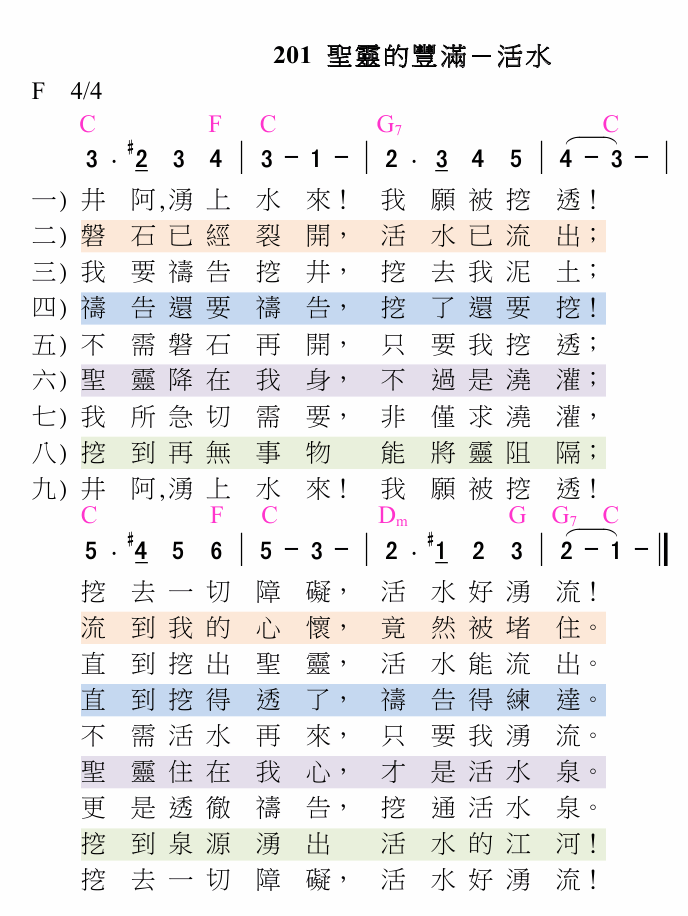 201 聖靈的豐滿－活水
F 4/4
C F C G7 C
3 . #2 3 4 | 3 - 1 - | 2 . 3 4 5 | 4 - 3 - |
一) 井阿,湧上水來! 我願被挖透!
二) 磐石已經裂開, 活水已流出;
三) 我要禱告挖井, 挖去我泥土;
四) 禱告還要禱告, 挖了還要挖!
五) 不需磐石再開, 只要我挖透;
六) 聖靈降在我身, 不過是澆灌;
七) 我所急切需要, 非僅求澆灌,
八) 挖到再無事物 能將靈阻隔;
九) 井阿,湧上水來! 我願被挖透!
C F C Dm G G7 C
5 . #4 5 6 | 5 - 3 - | 2 . #1 2 3 | 2 - 1 - ‖
挖去一切障礙, 活水好湧流!
流到我的心懷, 竟然被堵住。
直到挖出聖靈, 活水能流出。
直到挖得透了, 禱告得練達。
不需活水再來, 只要我湧流。
聖靈住在我心, 才是活水泉。
更是透徹禱告, 挖通活水泉。
挖到泉源湧出 活水的江河!
挖去一切障礙, 活水好湧流!